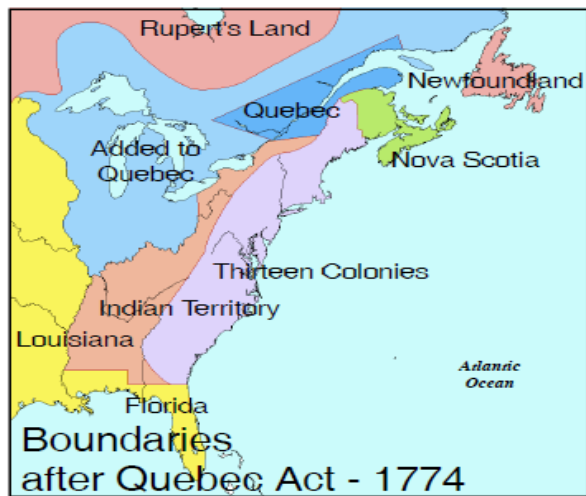 Rupert's Land
Newfoundland
Quebec
Added to
Quebec
Nova Scotia
Thirteen Colonies
Indian Territory
Louisiana
Atlantic
Ocean
Florida
Boundaries
after Quebec Act - 1774